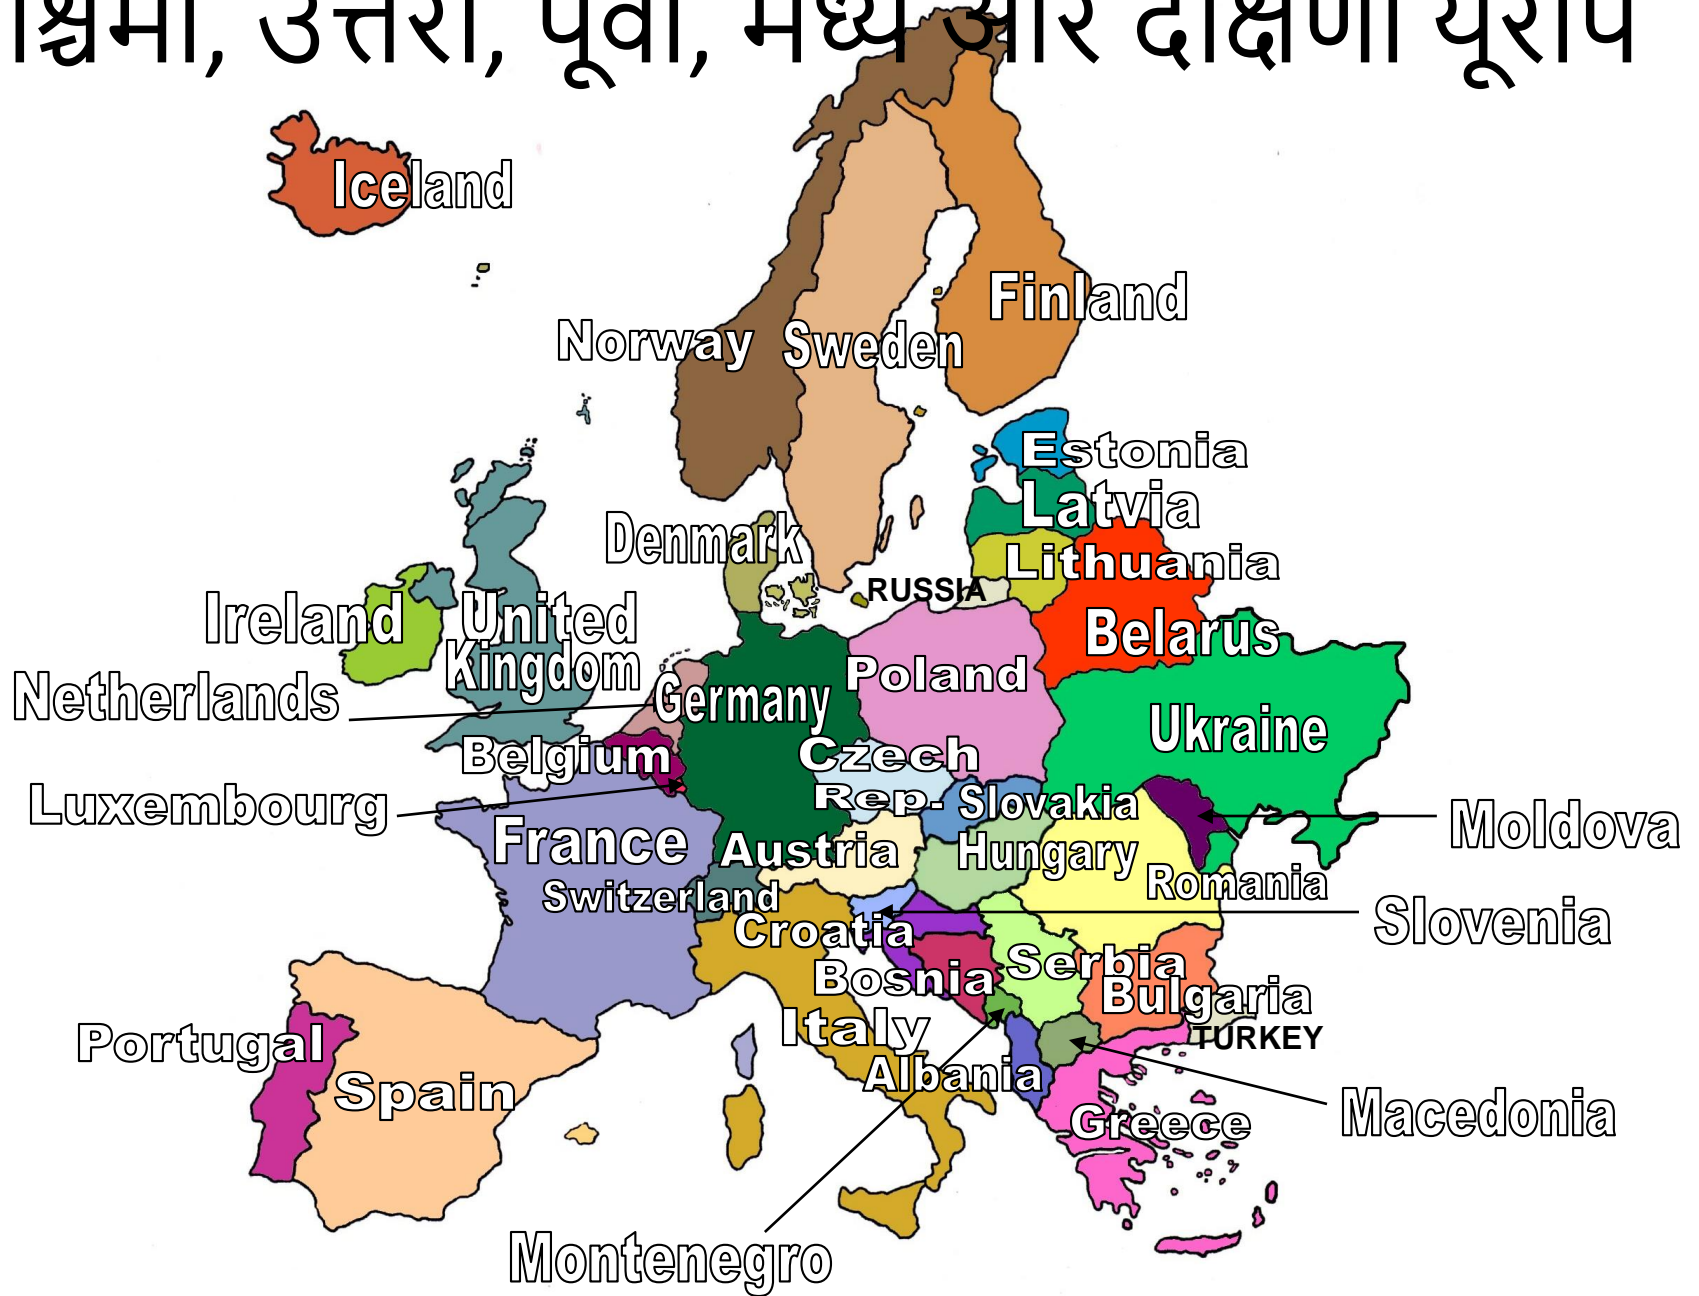 श्चिमी, उत्तरी, पूर्वी, मध्य और दक्षिणी यूरोप
Iceland
Finland
Norway
Sweden
Estonia
Latvia
Denmark
Lithuania
RUSSIA
Ireland
United
Kingdom
Belarus
Netherlands
Germany
Poland
Ukraine
Belgium
Czech
Rep-
Luxembourg
Slovakia
Moldova
France
Austria
Hungary
Romania
Switzerland
Slovenia
Croatia
Serbia
Bosnia
Bulgaria
Italy
TURKEY
Portugal
Albania
Spain
Macedonia
Greece
Montenegro